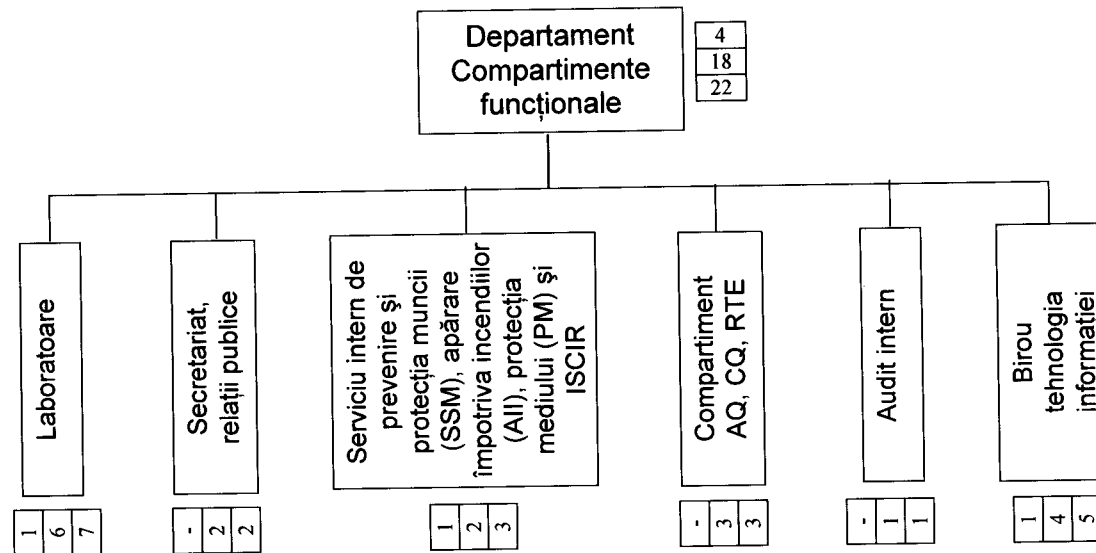 Departament
Compartimente
funcționale
4
18
22
Laboratoare
1
6
7
Secretariat,
relații publice
-
2
2
Serviciu intern de
prevenire și
protecția muncii
(SSM), apărare
împotriva incendiilor
(AII), protecția
mediului (PM) și
ISCIR
1
2
3
Compartiment
AQ, CQ, RTE
-
3
3
Audit intern
-
1
1
Birou
tehnologia
informației
1
4
5